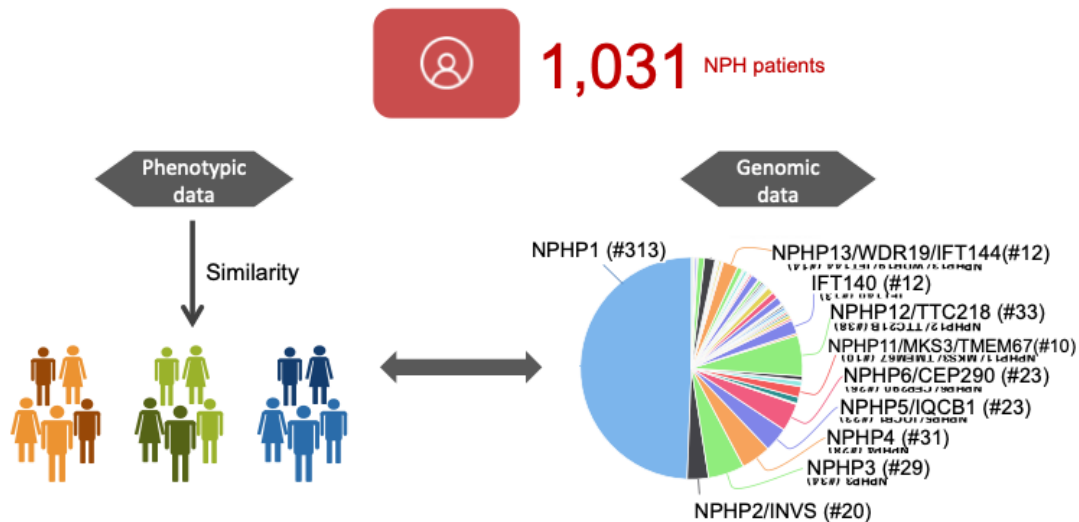 1,031 NPH patients
Phenotypic
data
Similarity
Genomic
data
NPHP1 (#313)
NPHP13/WDR19/IFT144(#12)
IFT140 (#12)
NPHP12/TTC218 (#33)
NPHP11/MKS3/TMEM67(#10)
NPHP6/CEP290 (#23)
NPHP5/IQCB1 (#23)
NPHP4 (#31)
NPHP3 (#29)
NPHP2/INVS (#20)